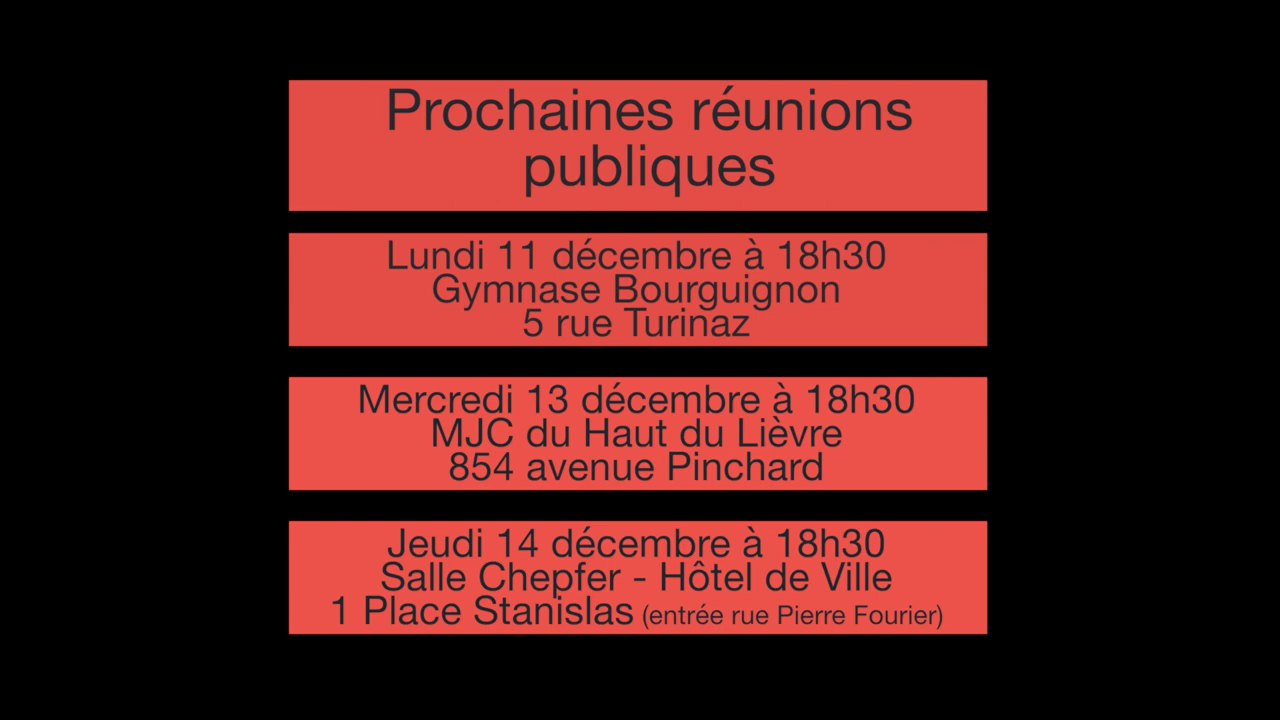 Prochaines réunions
publiques
Lundi 11 décembre à 18h30
Gymnase Bourguignon
5 rue Turinaz
Mercredi 13 décembre à 18h30
MJC du Haut du Lièvre
854 avenue Pinchard
Jeudi 14 décembre à 18h30
Salle Chepfer - Hôtel de Ville
1 Place Stanislas (entrée rue Pierre Fourier)